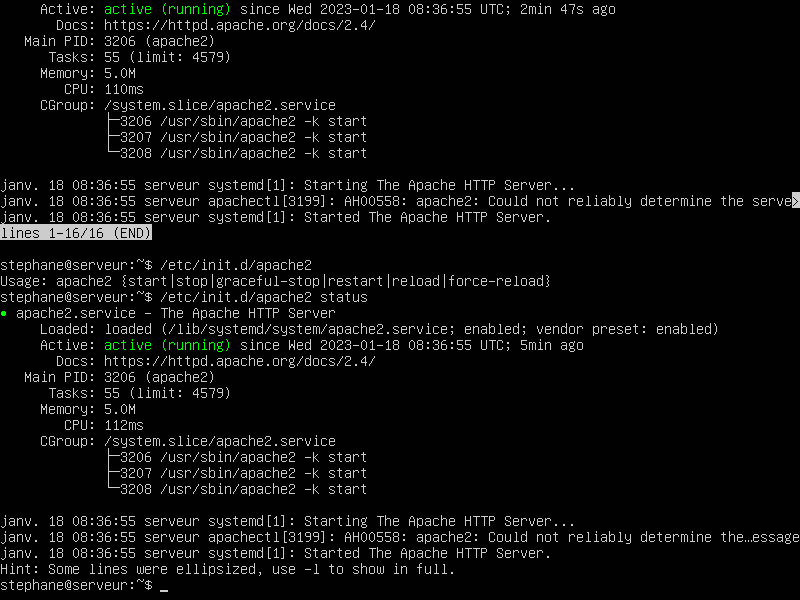 Active: active (running) since Wed 2023-01-18 08:36:55 UTC; 2min 47s ago
       Docs: https://httpd.apache.org/docs/2.4/
   Main PID: 3206 (apache2)
      Tasks: 55 (limit: 4579)
     Memory: 5.0M
        CPU: 110ms
     CGroup: /system.slice/apache2.service
             ├─3206 /usr/sbin/apache2 -k start
             ├─3207 /usr/sbin/apache2 -k start
             └─3208 /usr/sbin/apache2 -k start

janv. 18 08:36:55 serveur systemd[1]: Starting The Apache HTTP Server...
janv. 18 08:36:55 serveur apachectl[3199]: AH00558: apache2: Could not reliably determine the serve>
janv. 18 08:36:55 serveur systemd[1]: Started The Apache HTTP Server.
lines 1-16/16 (END)

stephane@serveur:~$ /etc/init.d/apache2
Usage: apache2 {start|stop|graceful-stop|restart|reload|force-reload}
stephane@serveur:~$ /etc/init.d/apache2 status
● apache2.service - The Apache HTTP Server
     Loaded: loaded (/lib/systemd/system/apache2.service; enabled; vendor preset: enabled)
     Active: active (running) since Wed 2023-01-18 08:36:55 UTC; 5min ago
       Docs: https://httpd.apache.org/docs/2.4/
   Main PID: 3206 (apache2)
      Tasks: 55 (limit: 4579)
     Memory: 5.0M
        CPU: 112ms
     CGroup: /system.slice/apache2.service
             ├─3206 /usr/sbin/apache2 -k start
             ├─3207 /usr/sbin/apache2 -k start
             └─3208 /usr/sbin/apache2 -k start

janv. 18 08:36:55 serveur systemd[1]: Starting The Apache HTTP Server...
janv. 18 08:36:55 serveur apachectl[3199]: AH00558: apache2: Could not reliably determine the…essage
janv. 18 08:36:55 serveur systemd[1]: Started The Apache HTTP Server.
Hint: Some lines were ellipsized, use -l to show in full.
stephane@serveur:~$ _